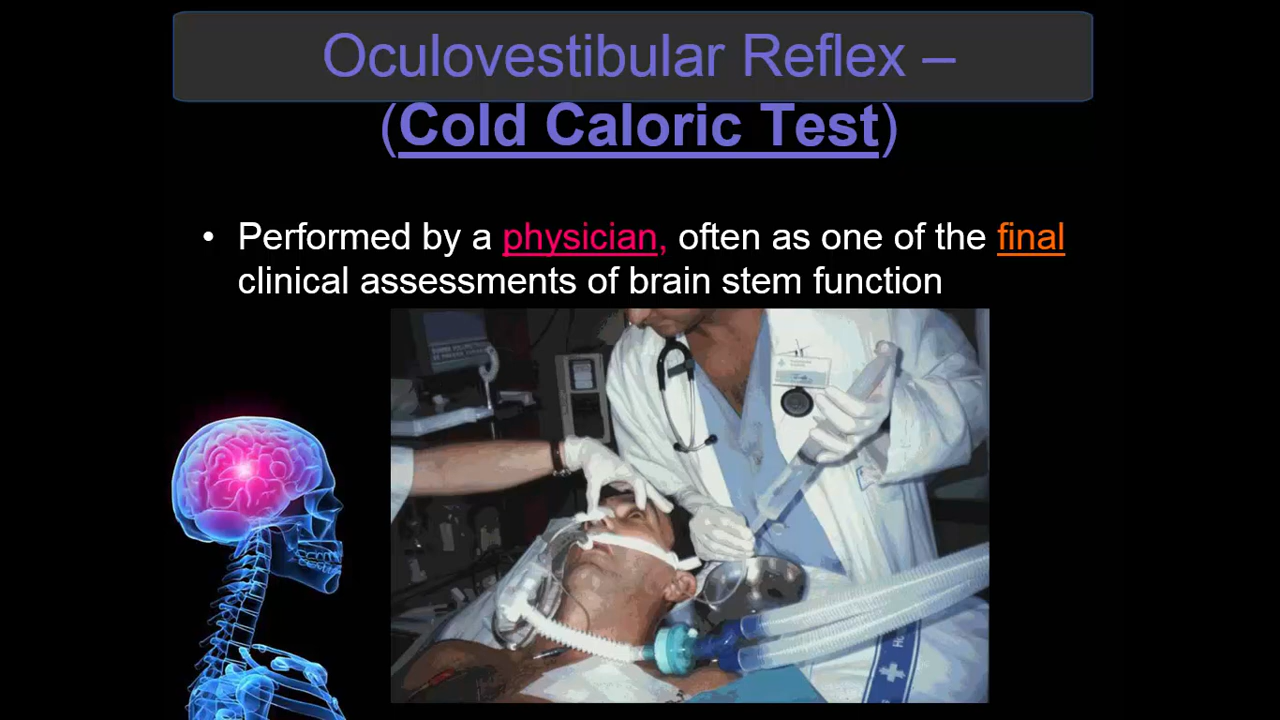 Oculovestibular Reflex –
(Cold Caloric Test)
• Performed by a physician, often as one of the final
clinical assessments of brain stem function